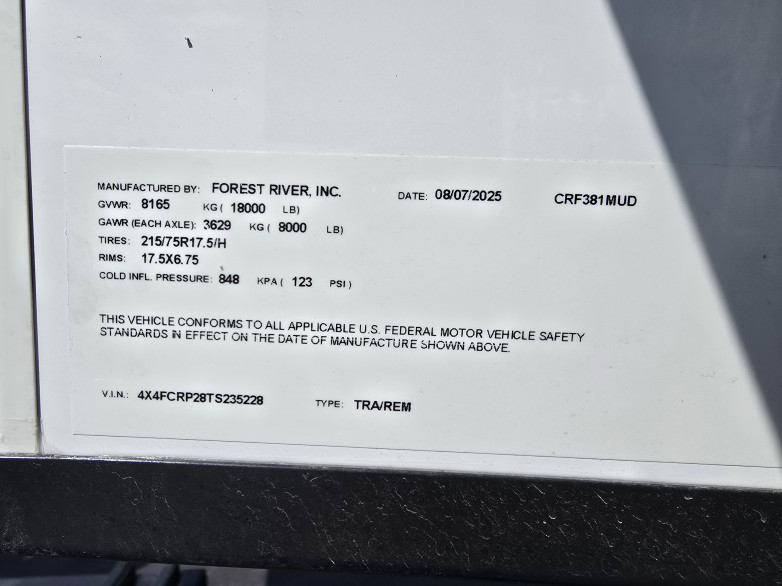 MANUFACTURED BY: FOREST RIVER, INC. DATE: 08/07/2025 CRF381MUD
GVWR: 8165 KG ( 18000 LB)
GAWR (EACH AXLE): 3629 KG ( 8000 LB)
TIRES: 215/75R17.5/H
RIMS: 17.5X6.75
COLD INFL. PRESSURE: 848 KPA ( 123 PSI )
THIS VEHICLE CONFORMS TO ALL APPLICABLE U.S. FEDERAL MOTOR VEHICLE SAFETY
STANDARDS IN EFFECT ON THE DATE OF MANUFACTURE SHOWN ABOVE.
V.I.N.: 4X4FCRP28TS235228 TYPE: TRA/REM